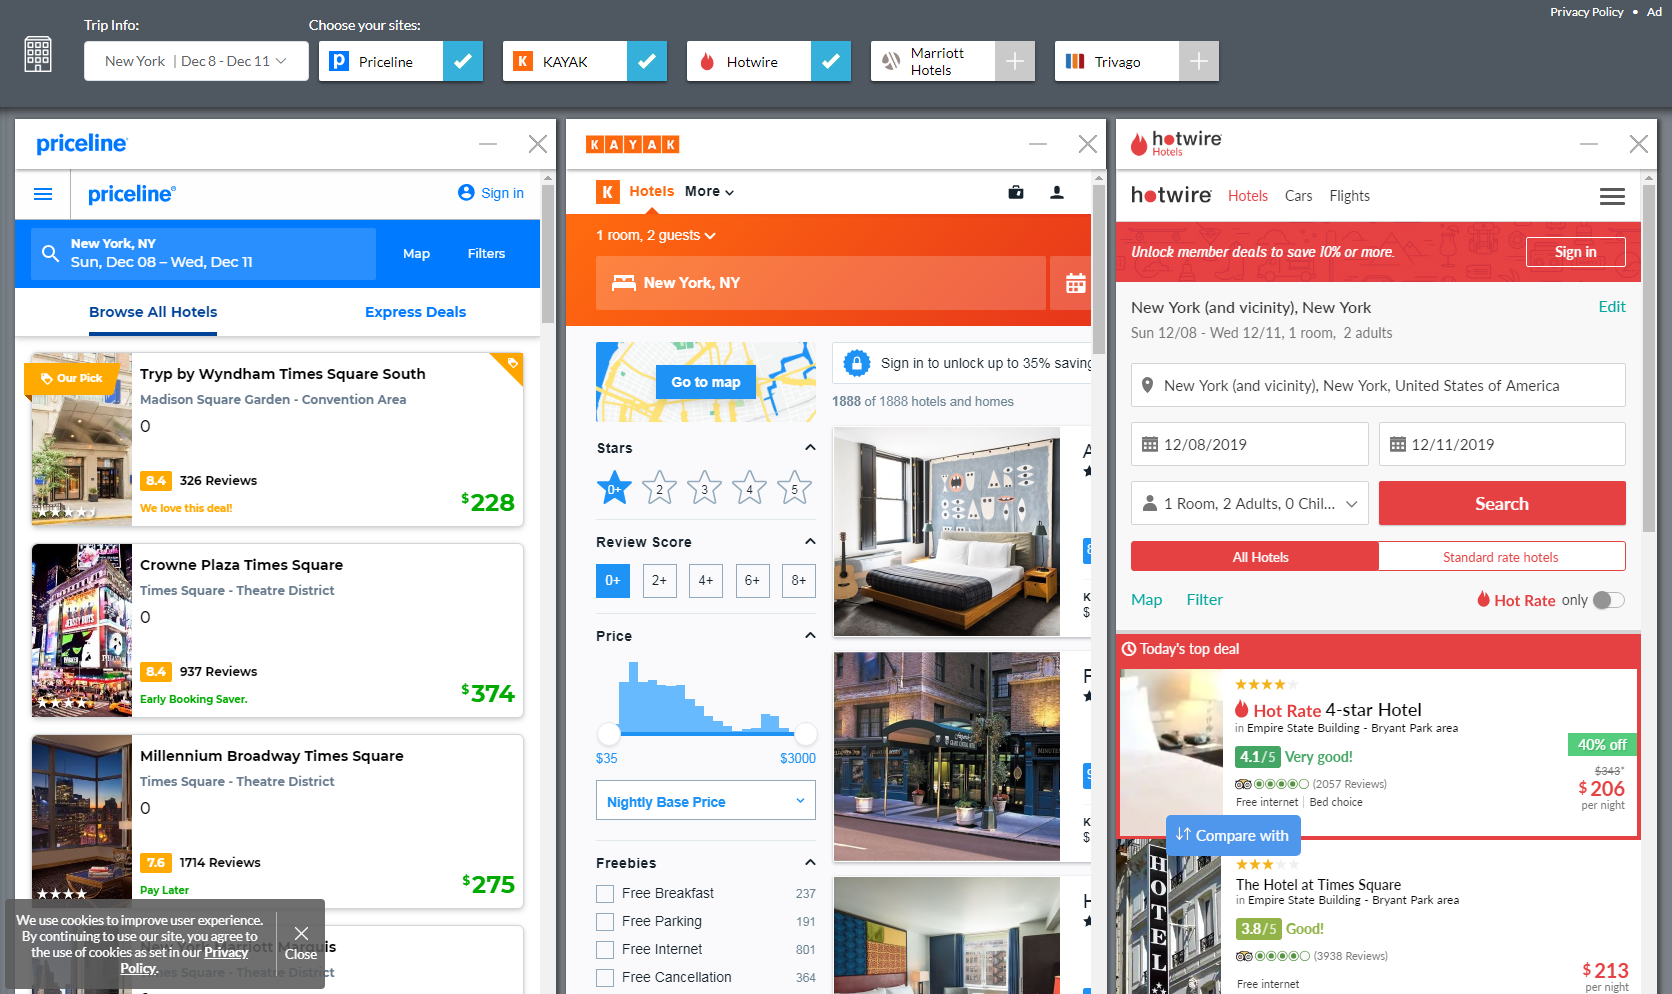 Privacy Policy • Ad
Trip Info:
Choose your sites:
New York | Dec 8 - Dec 11
Priceline
KAYAK
Hotwire
Marriott
Hotels
Trivago
priceline
priceline
Sign in
New York, NY
Sun, Dec 08 – Wed, Dec 11
Map
Filters
Browse All Hotels
Express Deals
Our Pick
Tryp by Wyndham Times Square South
Madison Square Garden - Convention Area
0
8.4 326 Reviews
We love this deal!
$228
Crowne Plaza Times Square
Times Square - Theatre District
0
8.4 937 Reviews
Early Booking Saver.
$374
Millennium Broadway Times Square
Times Square - Theatre District
0
7.6 1714 Reviews
Pay Later
$275
New York Marriott Marquis
Times Square - Theatre District
We use cookies to improve user experience.
By continuing to use our site, you agree to
the use of cookies as set in our Privacy
Policy.
Close
KAYAK
K Hotels More
1 room, 2 guests
New York, NY
Go to map
Sign in to unlock up to 35% saving
1888 of 1888 hotels and homes
Stars
0+ 2 3 4 5
Review Score
0+ 2+ 4+ 6+ 8+
Price
$35 $3000
Nightly Base Price
Freebies
Free Breakfast 237
Free Parking 191
Free Internet 801
Free Cancellation 364
A
8
K
$
F
9
K
$
H
hotwire
Hotels
hotwire Hotels Cars Flights
Unlock member deals to save 10% or more.
Sign in
New York (and vicinity), New York
Edit
Sun 12/08 - Wed 12/11, 1 room, 2 adults
New York (and vicinity), New York, United States of America
12/08/2019
12/11/2019
1 Room, 2 Adults, 0 Chil...
Search
All Hotels
Standard rate hotels
Map
Filter
Hot Rate only
Today's top deal
Hot Rate 4-star Hotel
in Empire State Building - Bryant Park area
4.1/5 Very good!
(2057 Reviews)
Free internet | Bed choice
40% off
$343*
$206
per night
Compare with
HOTEL
The Hotel at Times Square
in Empire State Building - Bryant Park area
3.8/5 Good!
(3938 Reviews)
Free internet
$213
per night